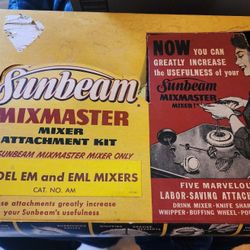 Sunbeam
MIXMASTER
MIXER
ATTACHMENT KIT
SUNBEAM MIXMASTER MIXER ONLY
DEL EM and EML MIXERS
CAT. NO. AM
se attachments greatly increase
your Sunbeam's usefulness
NOW YOU CAN
GREATLY INCREASE
the USEFULNESS of your
Sunbeam
MIXMASTER
MIXER!
FIVE MARVELOU
LABOR-SAVING ATTAC
DRINK MIXER • KNIFE SHAR
WHIPPER • BUFFING WHEEL • PO